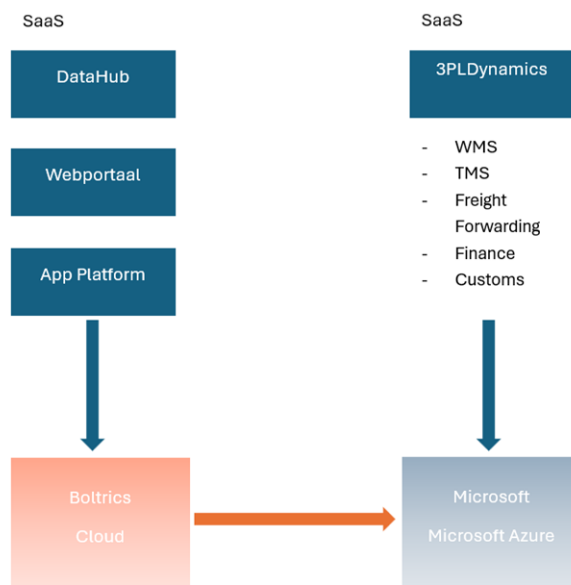 SaaS
DataHub
Webportaal
App Platform
Boltrics
Cloud
SaaS
3PLDynamics
- WMS
- TMS
- Freight
Forwarding
- Finance
- Customs
Microsoft
Microsoft Azure